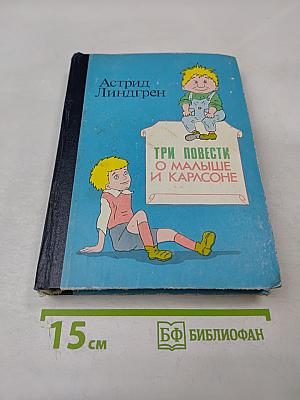 Астрид
Линдгрен
ТРИ ПОВЕСТИ
О МАЛЫШЕ
И КАРЛСОНЕ
15 см
БФ БИБЛИОФАН